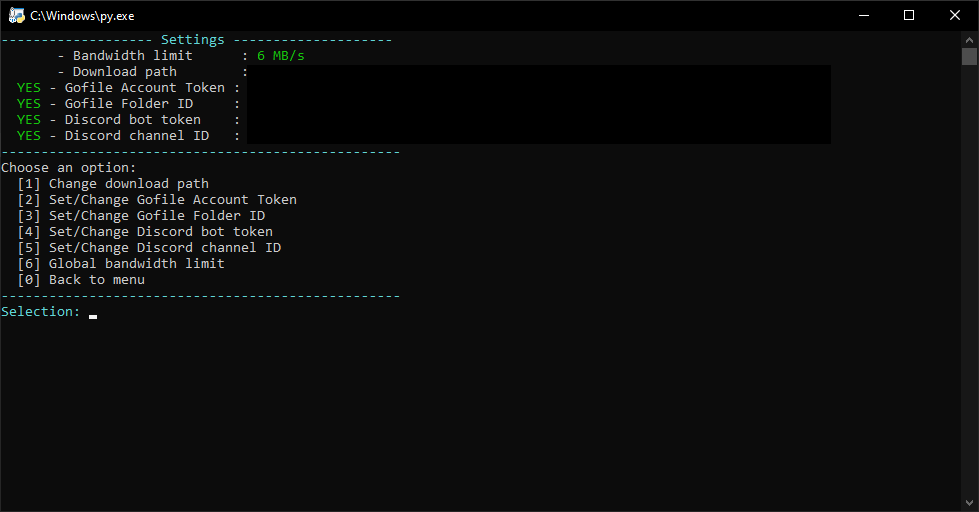 C:\Windows\py.exe
------------------- Settings --------------------
- Bandwidth limit : 6 MB/s
- Download path :
YES - Gofile Account Token :
YES - Gofile Folder ID :
YES - Discord bot token :
YES - Discord channel ID :
--------------------------------------------------
Choose an option:
[1] Change download path
[2] Set/Change Gofile Account Token
[3] Set/Change Gofile Folder ID
[4] Set/Change Discord bot token
[5] Set/Change Discord channel ID
[6] Global bandwidth limit
[0] Back to menu
--------------------------------------------------
Selection: